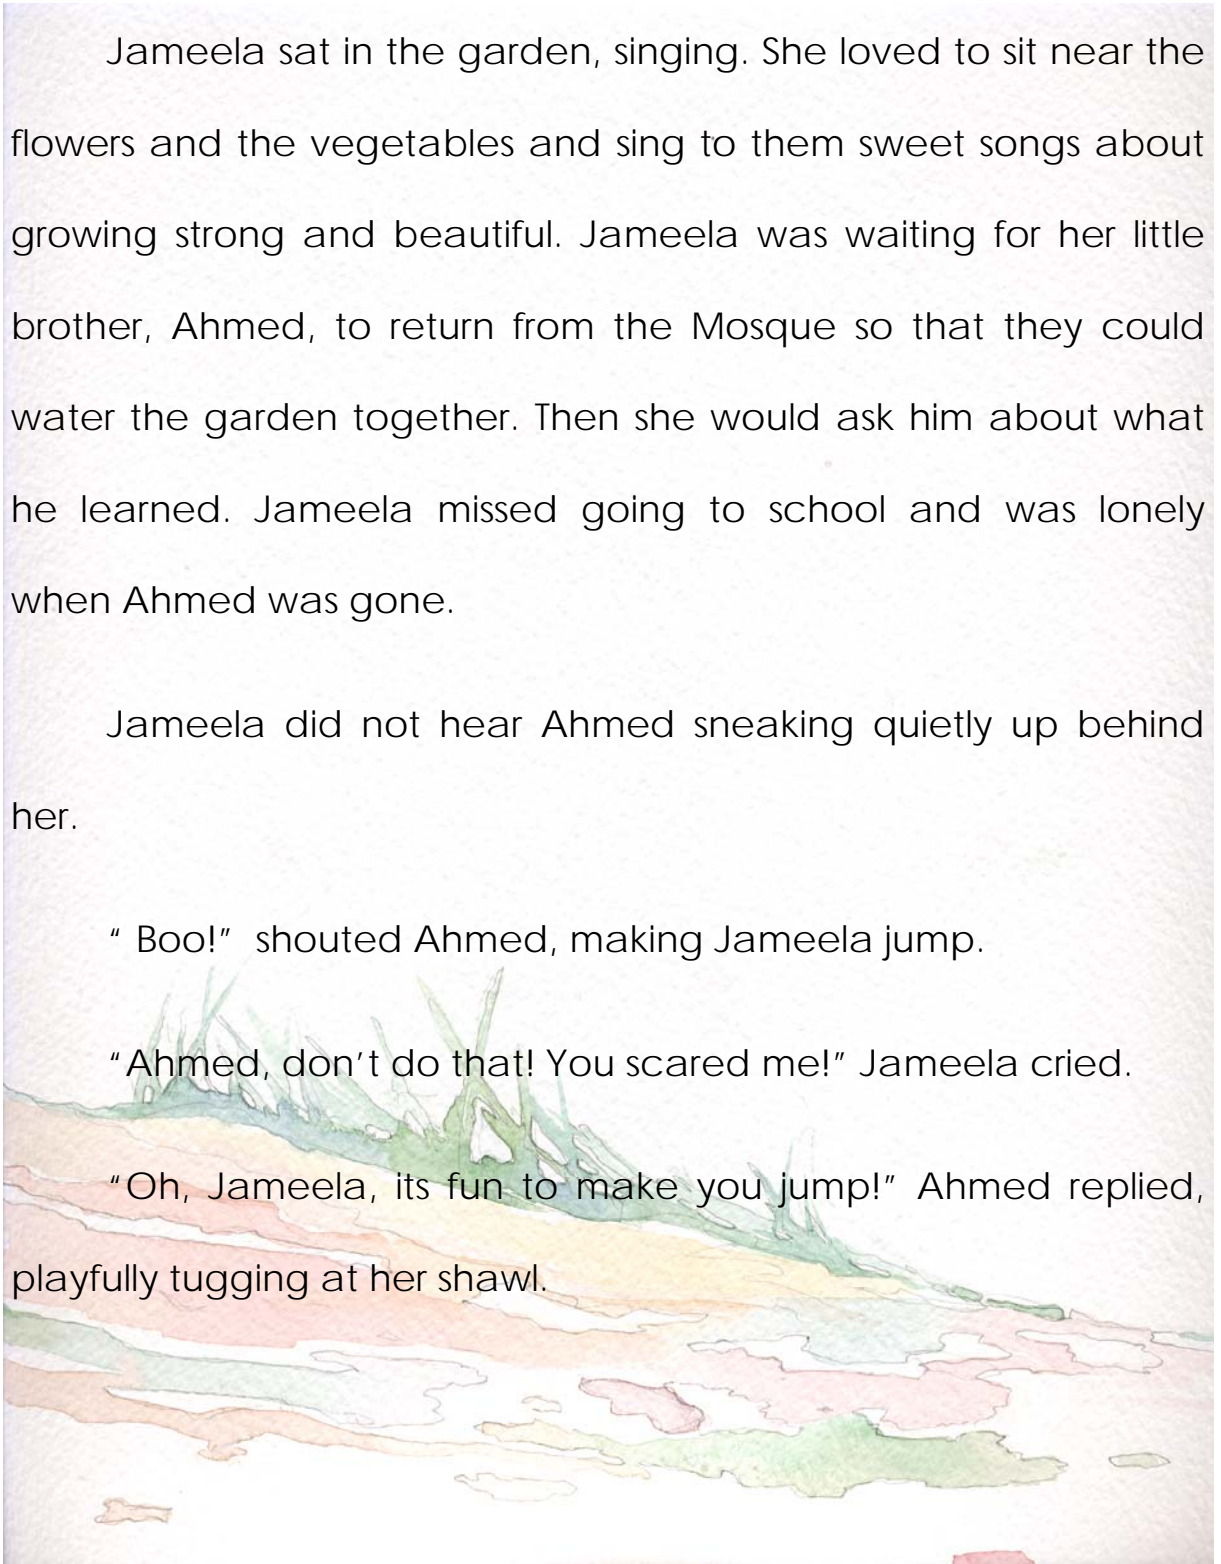 Jameela sat in the garden, singing. She loved to sit near the
flowers and the vegetables and sing to them sweet songs about
growing strong and beautiful. Jameela was waiting for her little
brother, Ahmed, to return from the Mosque so that they could
water the garden together. Then she would ask him about what
he learned. Jameela missed going to school and was lonely
when Ahmed was gone.
Jameela did not hear Ahmed sneaking quietly up behind
her.
“ Boo!”  shouted Ahmed, making Jameela jump.
“Ahmed, don’t do that! You scared me!” Jameela cried.
“Oh, Jameela, its fun to make you jump!” Ahmed replied,
playfully tugging at her shawl.